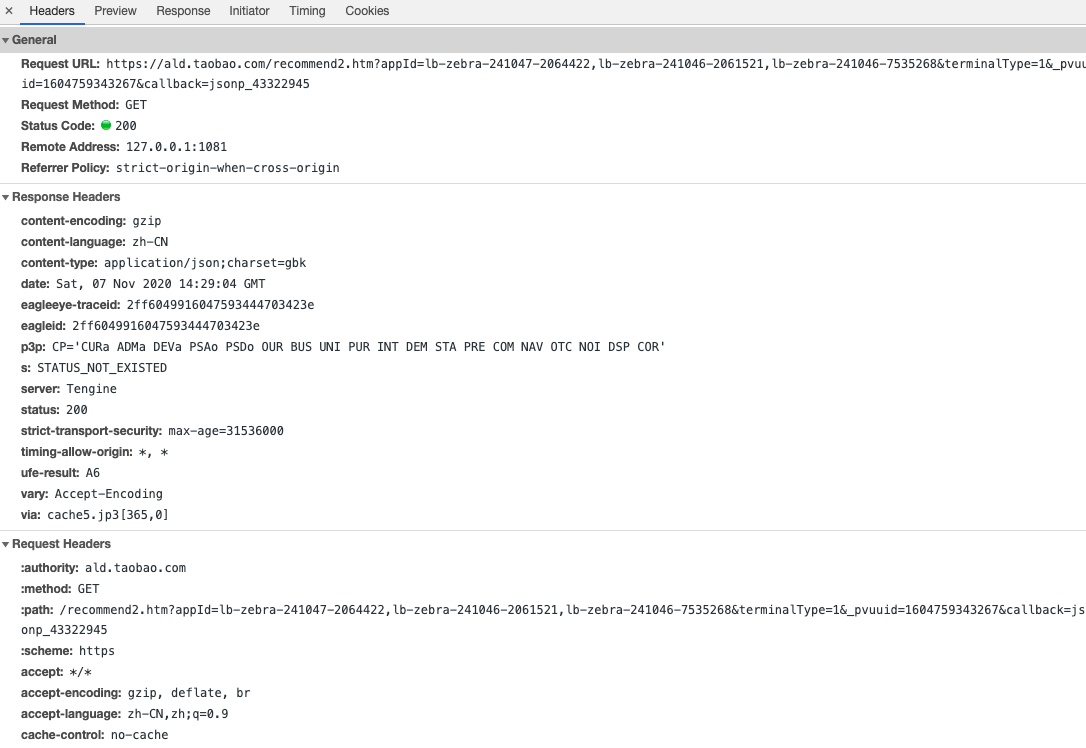 × Headers Preview Response Initiator Timing Cookies
General
Request URL: https://ald.taobao.com/recommend2.htm?appId=lb-zebra-241047-2064422,lb-zebra-241046-2061521,lb-zebra-241046-7535268&terminalType=1&_pvuu
id=1604759343267&callback=jsonp_43322945
Request Method: GET
Status Code: 200
Remote Address: 127.0.0.1:1081
Referrer Policy: strict-origin-when-cross-origin
Response Headers
content-encoding: gzip
content-language: zh-CN
content-type: application/json;charset=gbk
date: Sat, 07 Nov 2020 14:29:04 GMT
eagleeye-traceid: 2ff6049916047593444703423e
eagleid: 2ff6049916047593444703423e
p3p: CP='CURa ADMa DEVa PSAo PSDo OUR BUS UNI PUR INT DEM STA PRE COM NAV OTC NOI DSP COR'
s: STATUS_NOT_EXISTED
server: Tengine
status: 200
strict-transport-security: max-age=31536000
timing-allow-origin: *, *
ufe-result: A6
vary: Accept-Encoding
via: cache5.jp3[365,0]
Request Headers
:authority: ald.taobao.com
:method: GET
:path: /recommend2.htm?appId=lb-zebra-241047-2064422,lb-zebra-241046-2061521,lb-zebra-241046-7535268&terminalType=1&_pvuuid=1604759343267&callback=js
onp_43322945
:scheme: https
accept: */*
accept-encoding: gzip, deflate, br
accept-language: zh-CN,zh;q=0.9
cache-control: no-cache